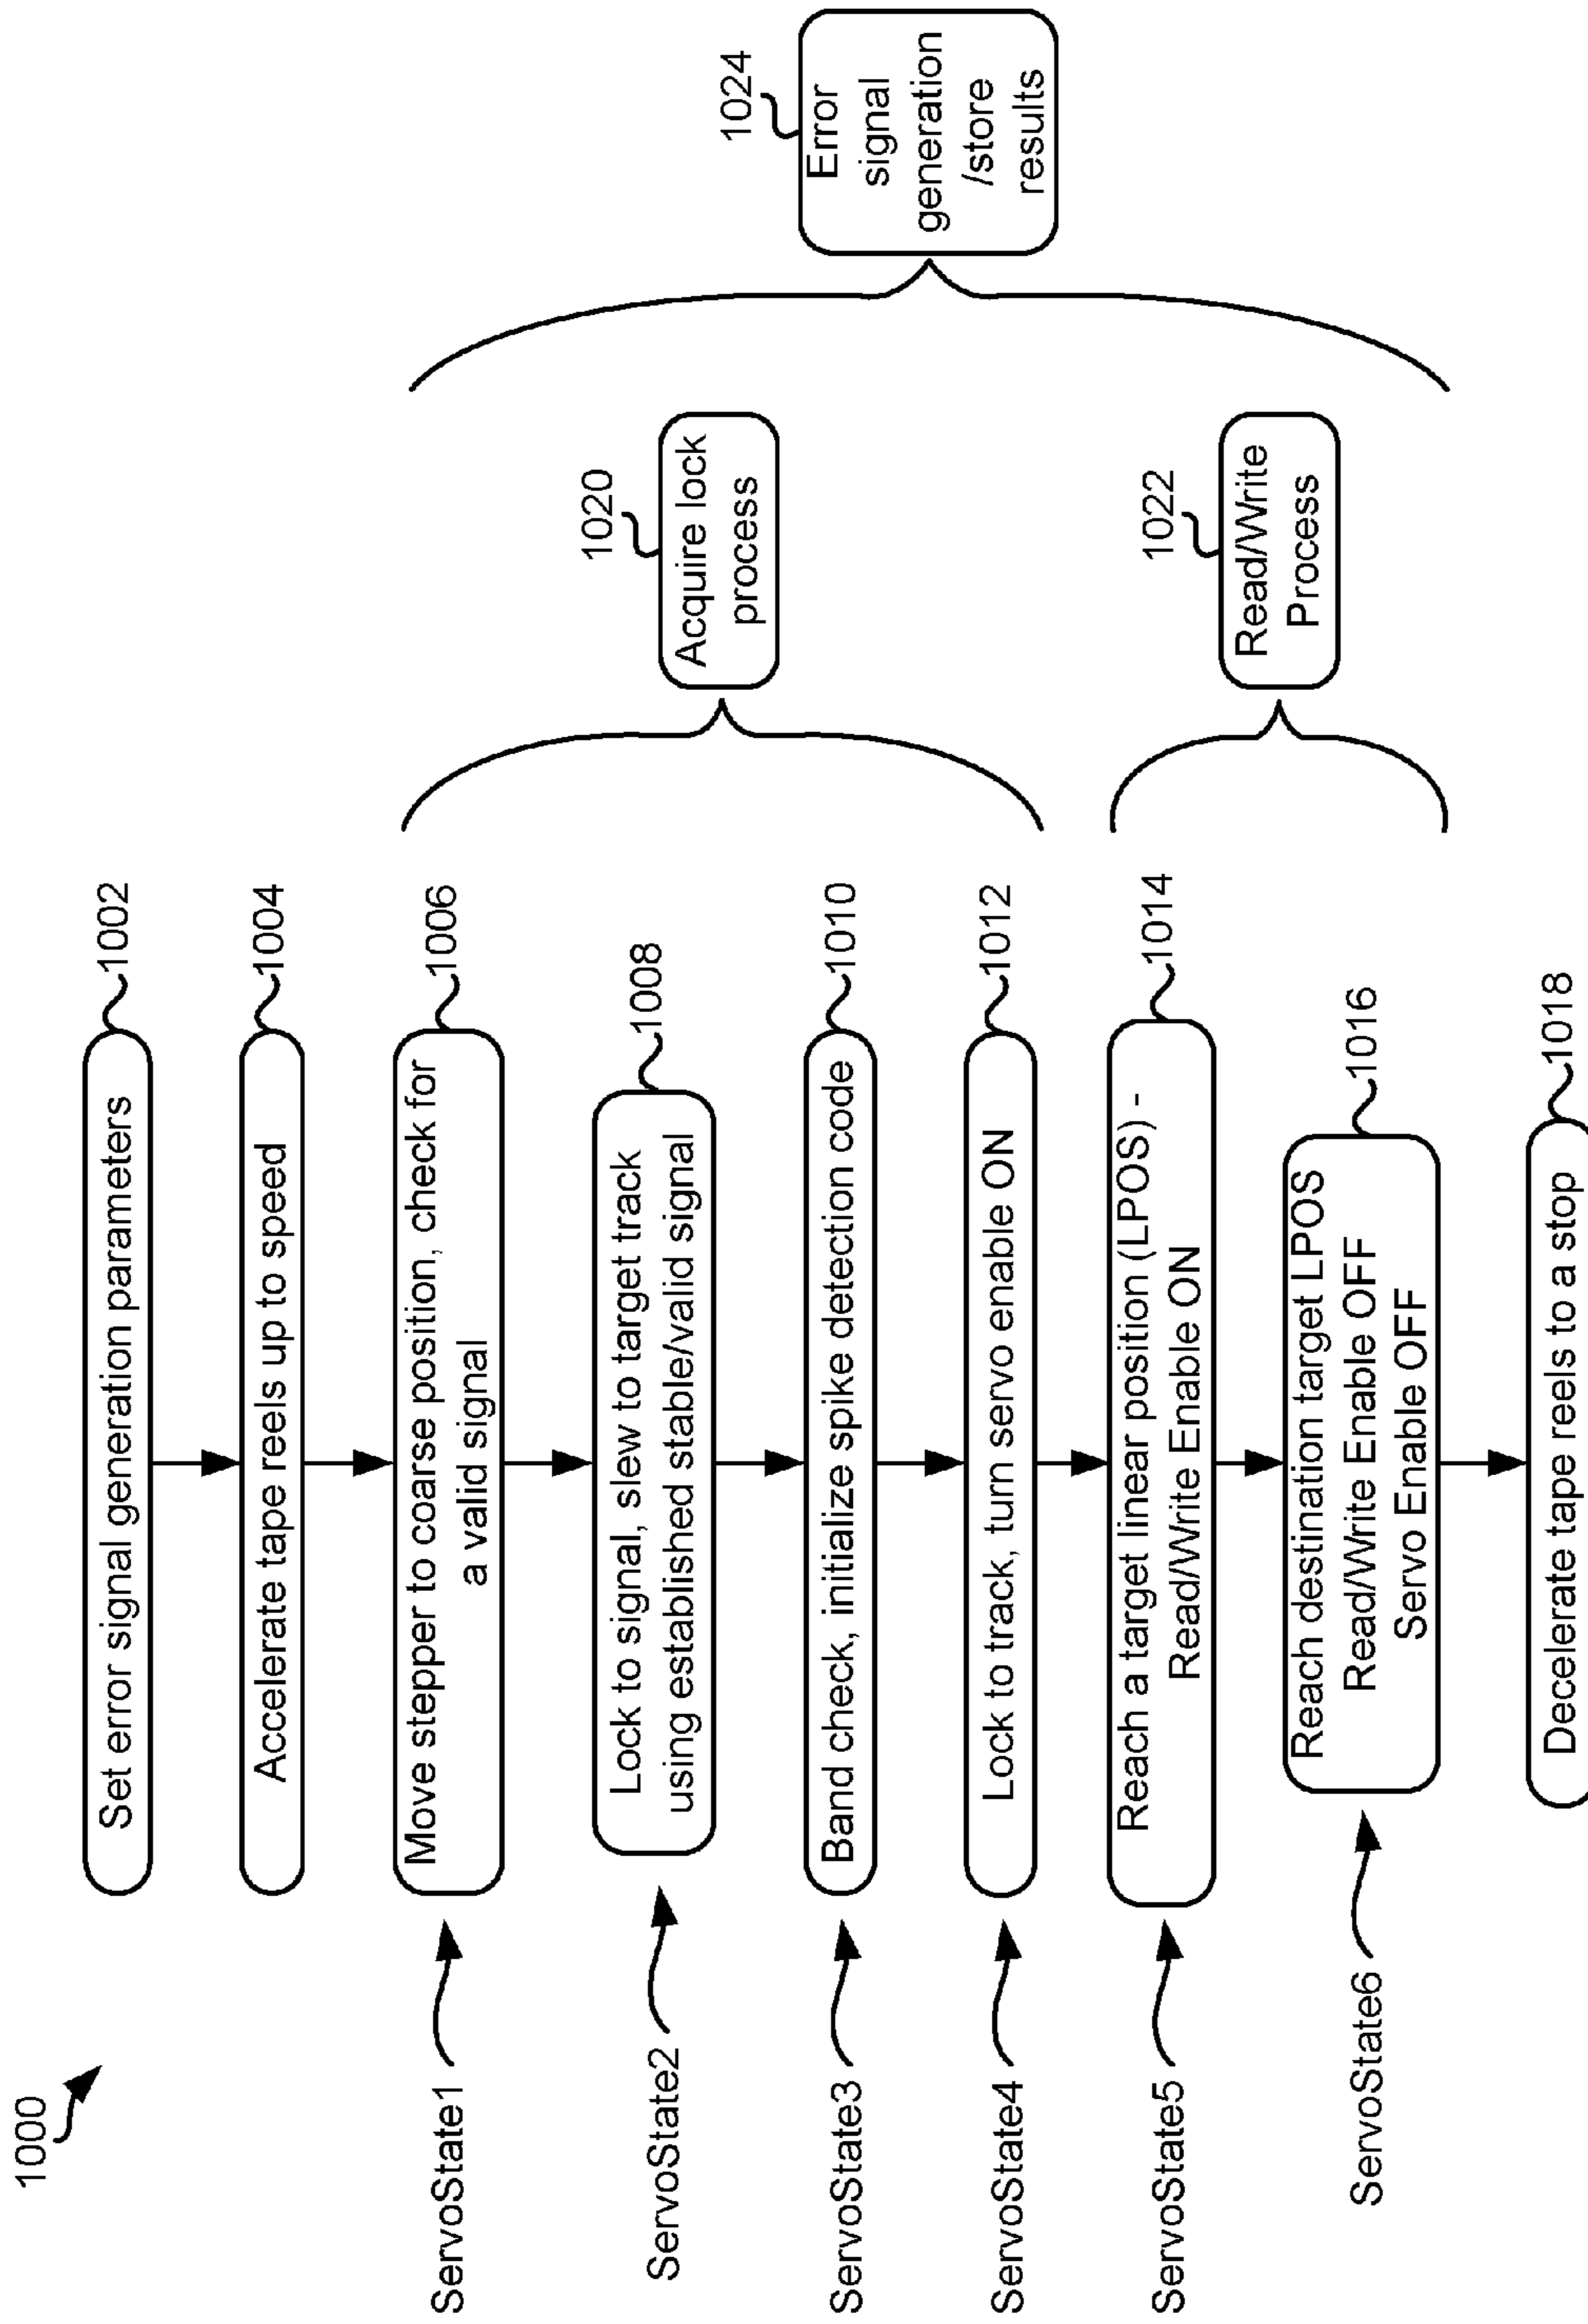 1000
Set error signal generation parameters
1002
Accelerate tape reels up to speed
1004
ServoState1
Move stepper to coarse position, check for
a valid signal
1006
ServoState2
Lock to signal, slew to target track
using established stable/valid signal
1008
ServoState3
Band check, initialize spike detection code
1010
ServoState4
Lock to track, turn servo enable ON
1012
ServoState5
Reach a target linear position (LPOS) -
Read/Write Enable ON
1014
ServoState6
Reach destination target LPOS
Read/Write Enable OFF
Servo Enable OFF
1016
Decelerate tape reels to a stop
1018
1020
Acquire lock
process
1022
Read/Write
Process
1024
Error
signal
generation
/store
results